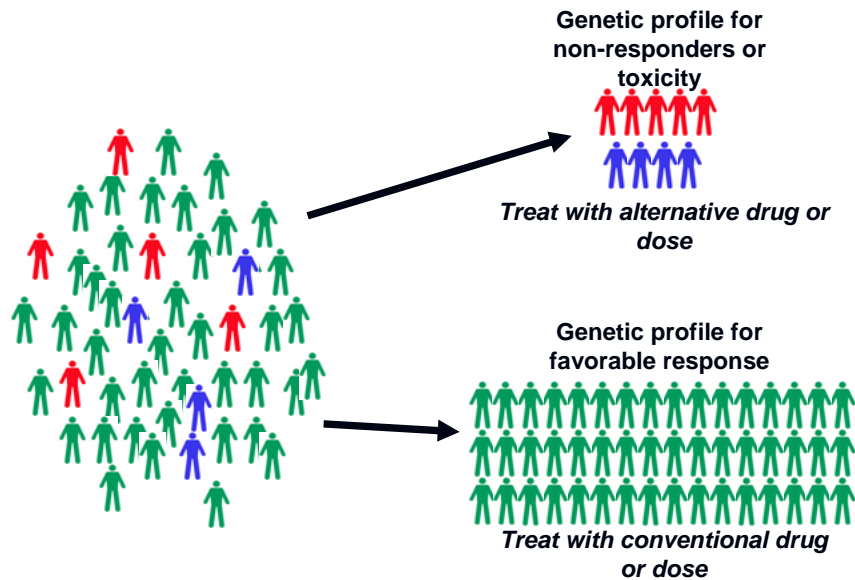 Genetic profile for
non-responders or
toxicity
Treat with alternative drug or
dose
Genetic profile for
favorable response
Treat with conventional drug
or dose